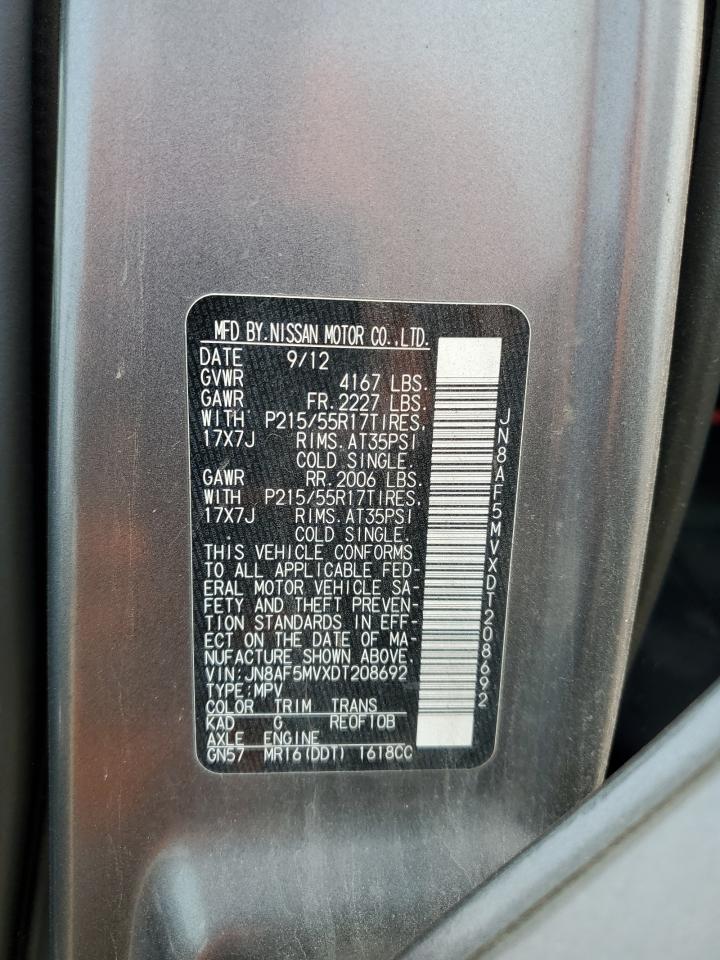 MFD BY.NISSAN MOTOR CO.,LTD.
DATE 9/12
GVWR 4167 LBS.
GAWR FR.2227 LBS.
WITH P215/55R17TIRES,
17X7J RIMS.AT35PSI
COLD SINGLE.
GAWR RR.2006 LBS.
WITH P215/55R17TIRES,
17X7J RIMS.AT35PSI
COLD SINGLE.
THIS VEHICLE CONFORMS
TO ALL APPLICABLE FED-
ERAL MOTOR VEHICLE SA-
FETY AND THEFT PREVEN-
TION STANDARDS IN EFF-
ECT ON THE DATE OF MA-
NUFACTURE SHOWN ABOVE.
VIN:JN8AF5MVXDT208692
TYPE:MPV
COLOR TRIM TRANS
KAD G RE0F10B
AXLE ENGINE
GN57 MR16(DDT) 1618CC
JN8AF5MVXDT208692